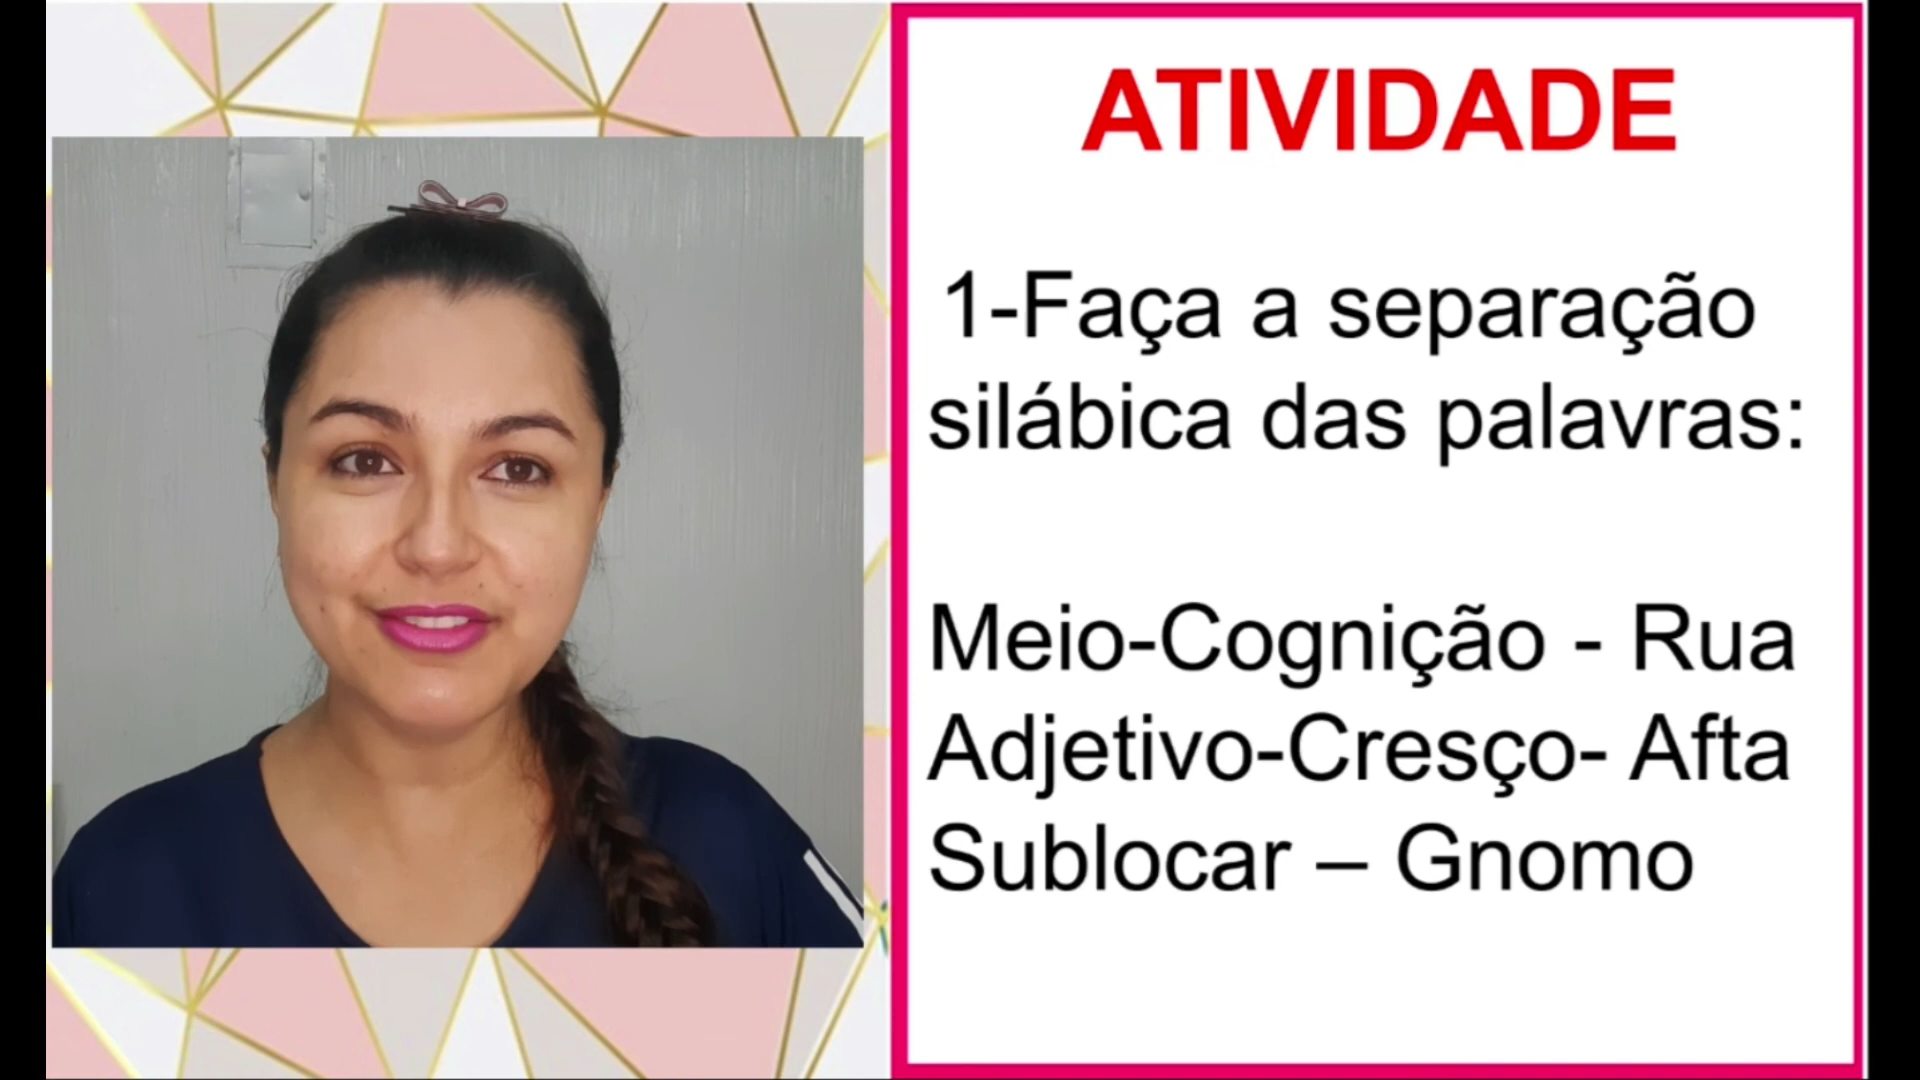 ATIVIDADE
1-Faça a separação
silábica das palavras:
Meio-Cognição - Rua
Adjetivo-Cresço- Afta
Sublocar – Gnomo